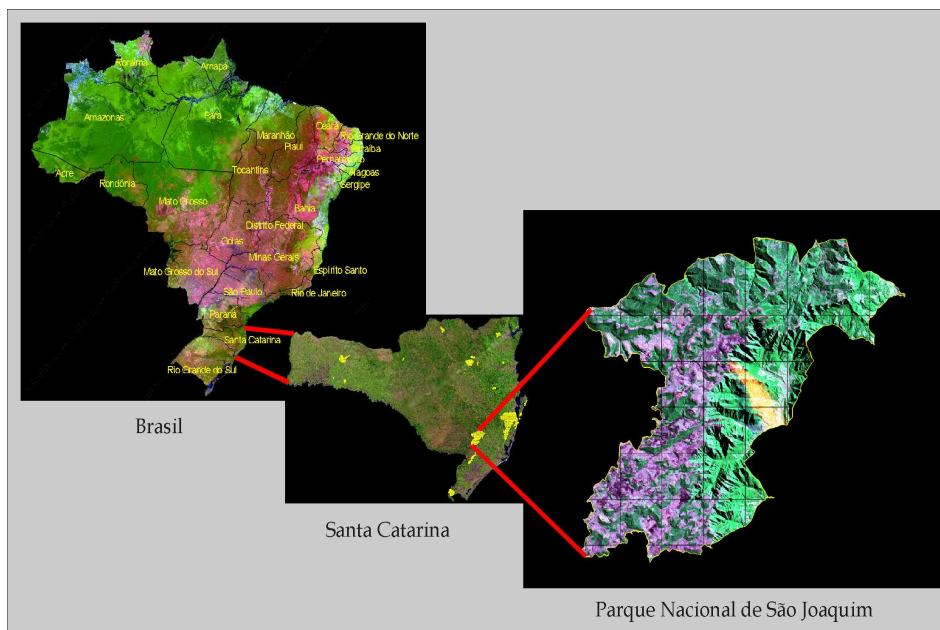 Roraima
Amapá
Amazonas
Pará
Maranhão
Ceará
Rio Grande do Norte
Piauí
Paraíba
Pernambuco
Alagoas
Sergipe
Acre
Rondônia
Tocantins
Mato Grosso
Bahia
Distrito Federal
Goiás
Minas Gerais
Mato Grosso do Sul
Espírito Santo
São Paulo
Rio de Janeiro
Paraná
Santa Catarina
Rio Grande do Sul
Brasil
Santa Catarina
Parque Nacional de São Joaquim